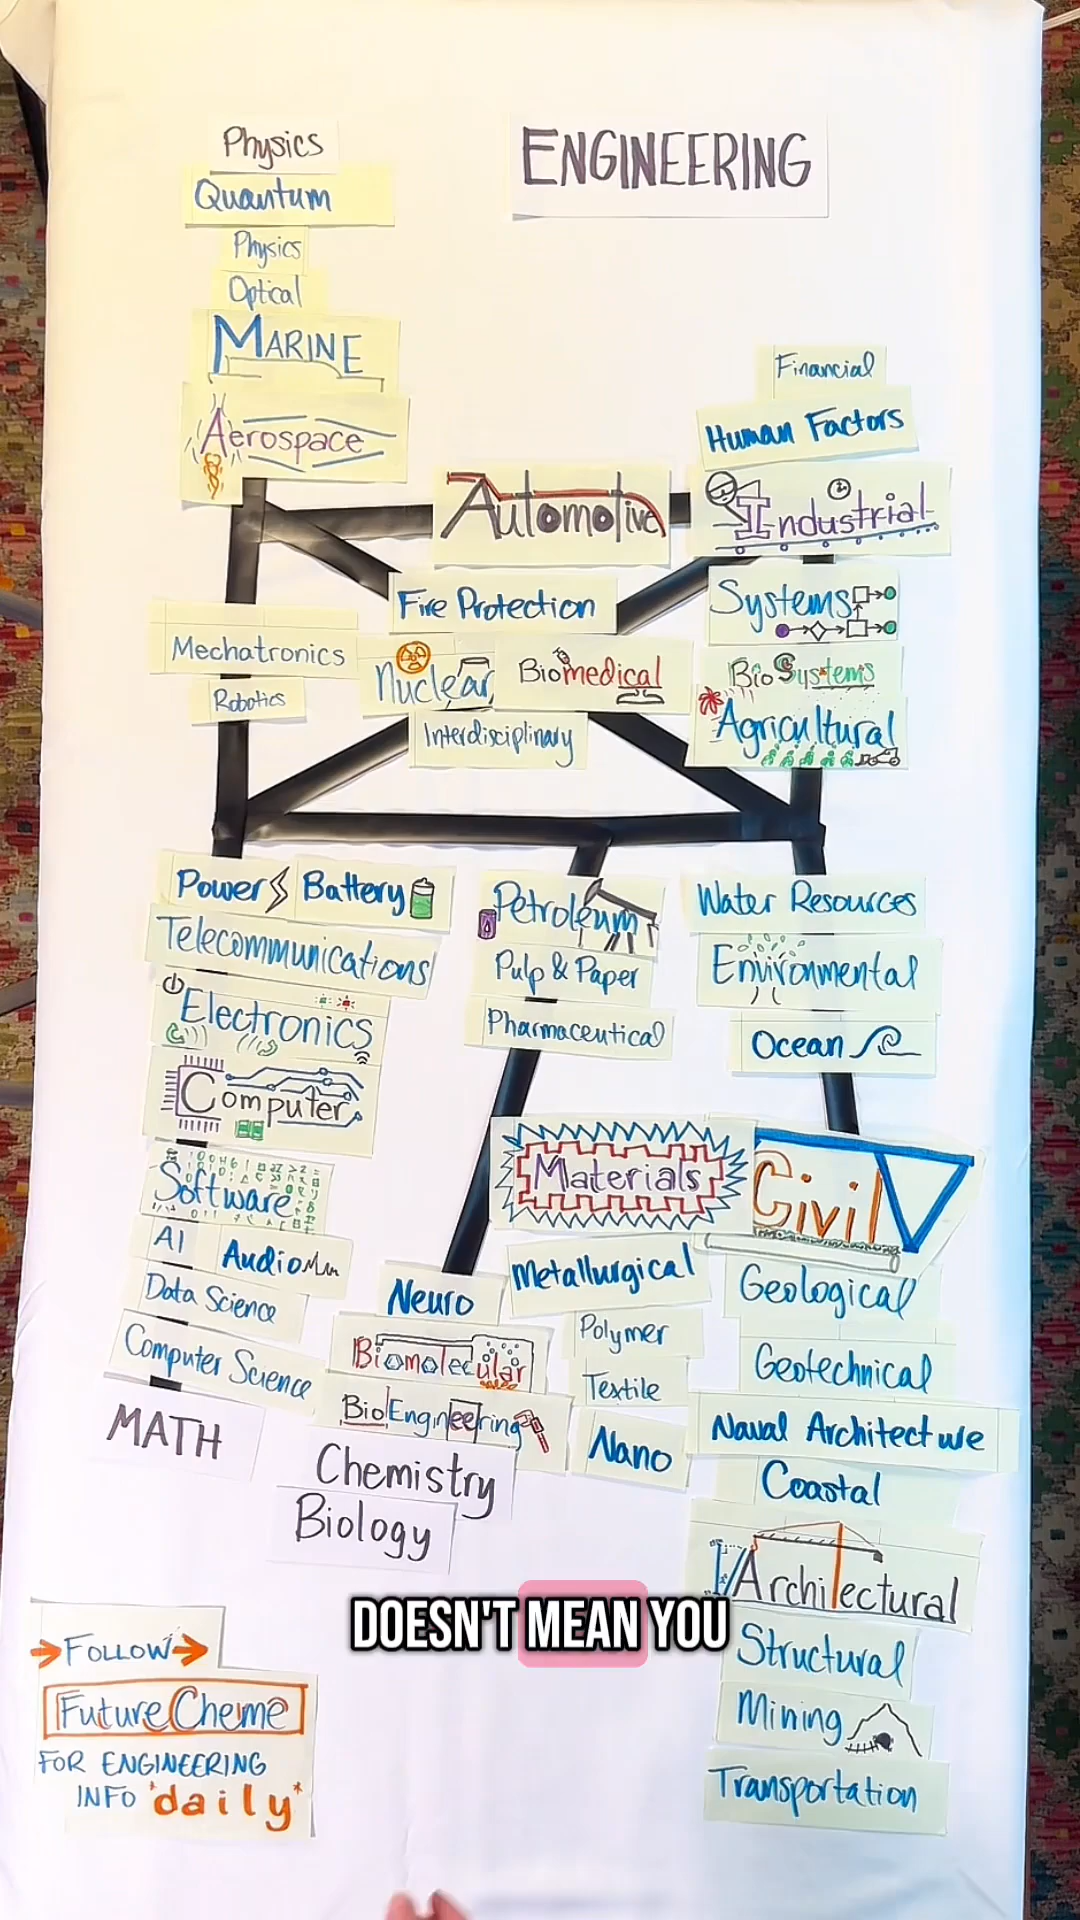 ENGINEERING
Physics
Quantum
Physics
Optical
MARINE
Aerospace
Automotive
Financial
Human Factors
Industrial
Fire Protection
Systems
Mechatronics
Robotics
Nuclear
Biomedical
Interdisciplinary
BioSystems
Agricultural
Power Battery
Telecommunications
Electronics
Computer
Software
AI Audio
Data Science
Computer Science
MATH
Petroleum
Pulp & Paper
Pharmaceutical
Water Resources
Environmental
Ocean
Materials
Civil
Metallurgical
Polymer
Textile
Nano
Neuro
Biomolecular
BioEngineering
Chemistry
Biology
Geological
Geotechnical
Naval Architecture
Coastal
Architectural
Structural
Mining
Transportation
DOESN'T MEAN YOU
FOLLOW
FutureCheme
FOR ENGINEERING
INFO *daily*